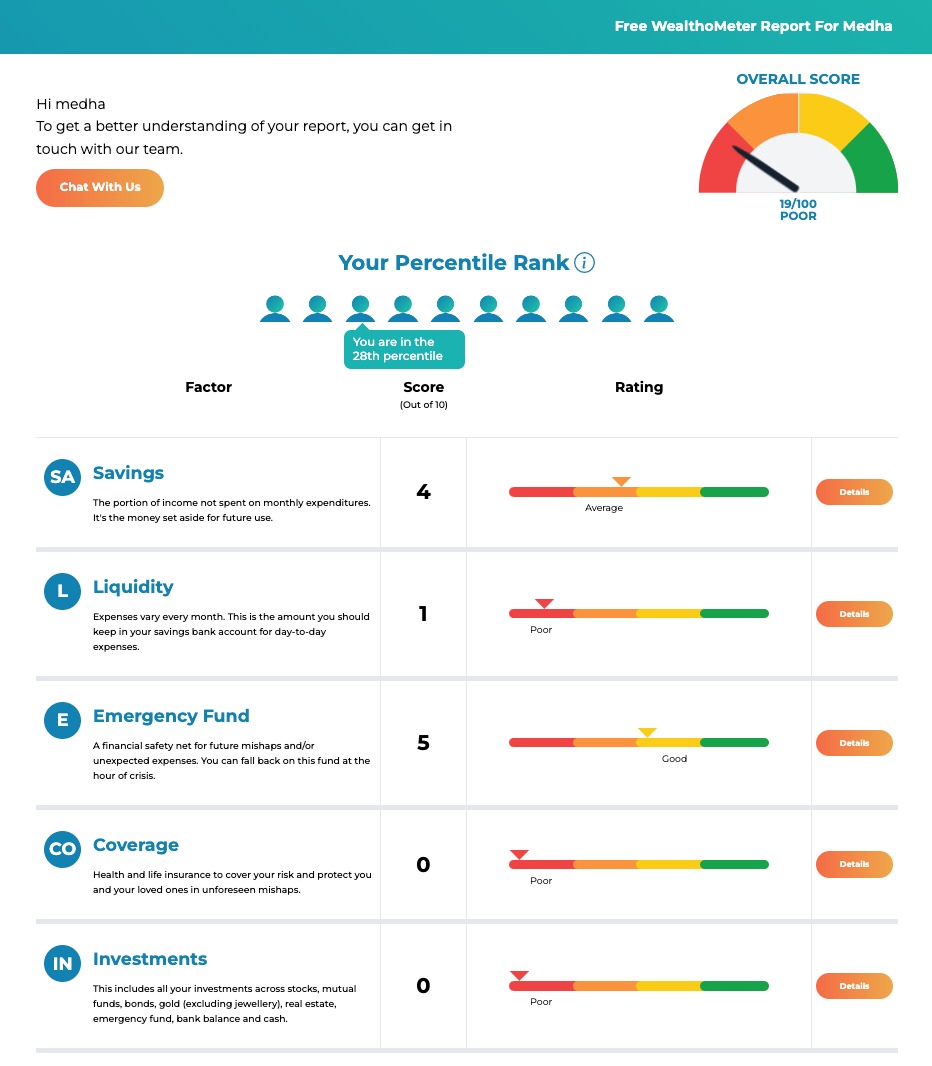 Free WealthoMeter Report For Medha
OVERALL SCORE
Hi medha
To get a better understanding of your report, you can get in
touch with our team.
Chat With Us
19/100
POOR
Your Percentile Rank i
You are in the
28th percentile
Factor
Score
(Out of 10)
Rating
SA
Savings
The portion of income not spent on monthly expenditures.
It's the money set aside for future use.
4
Average
Details
L
Liquidity
Expenses vary every month. This is the amount you should
keep in your savings bank account for day-to-day
expenses.
1
Poor
Details
E
Emergency Fund
A financial safety net for future mishaps and/or
unexpected expenses. You can fall back on this fund at the
hour of crisis.
5
Good
Details
CO
Coverage
Health and life insurance to cover your risk and protect you
and your loved ones in unforeseen mishaps.
0
Poor
Details
IN
Investments
This includes all your investments across stocks, mutual
funds, bonds, gold (excluding jewellery), real estate,
emergency fund, bank balance and cash.
0
Poor
Details